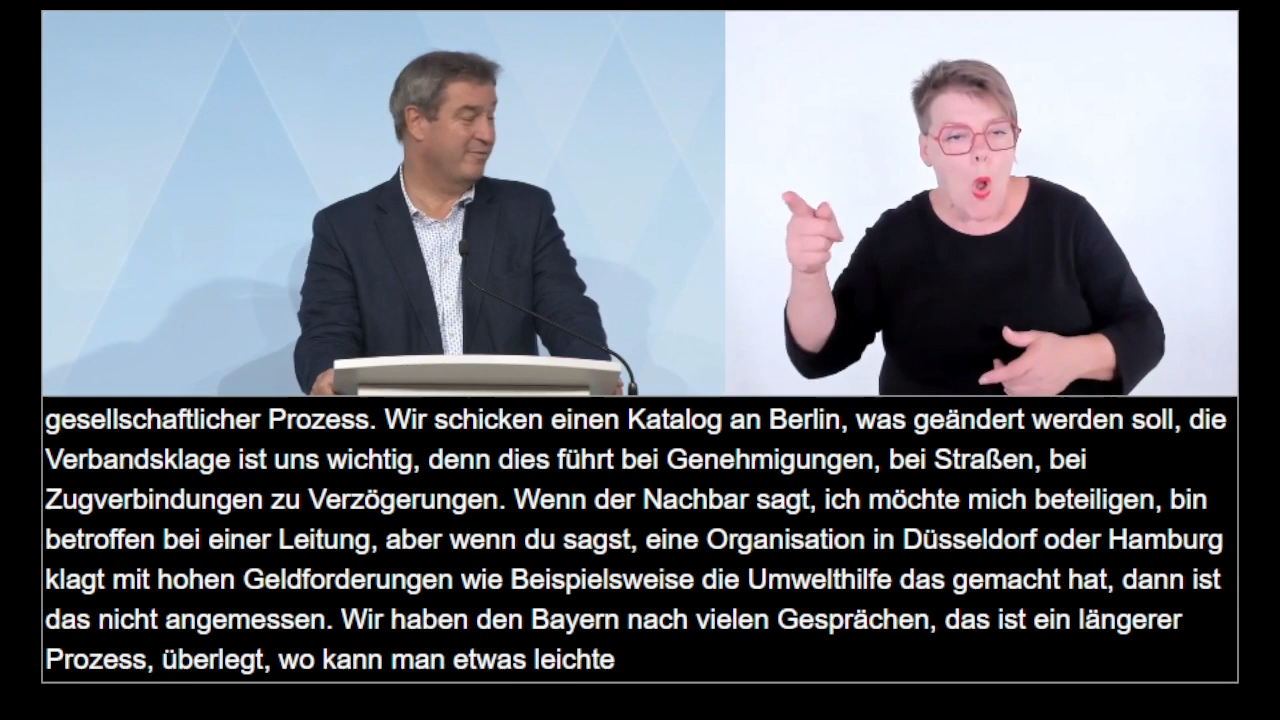 gesellschaftlicher Prozess. Wir schicken einen Katalog an Berlin, was geändert werden soll, die
Verbandsklage ist uns wichtig, denn dies führt bei Genehmigungen, bei Straßen, bei
Zugverbindungen zu Verzögerungen. Wenn der Nachbar sagt, ich möchte mich beteiligen, bin
betroffen bei einer Leitung, aber wenn du sagst, eine Organisation in Düsseldorf oder Hamburg
klagt mit hohen Geldforderungen wie Beispielsweise die Umwelthilfe das gemacht hat, dann ist
das nicht angemessen. Wir haben den Bayern nach vielen Gesprächen, das ist ein längerer
Prozess, überlegt, wo kann man etwas leichte